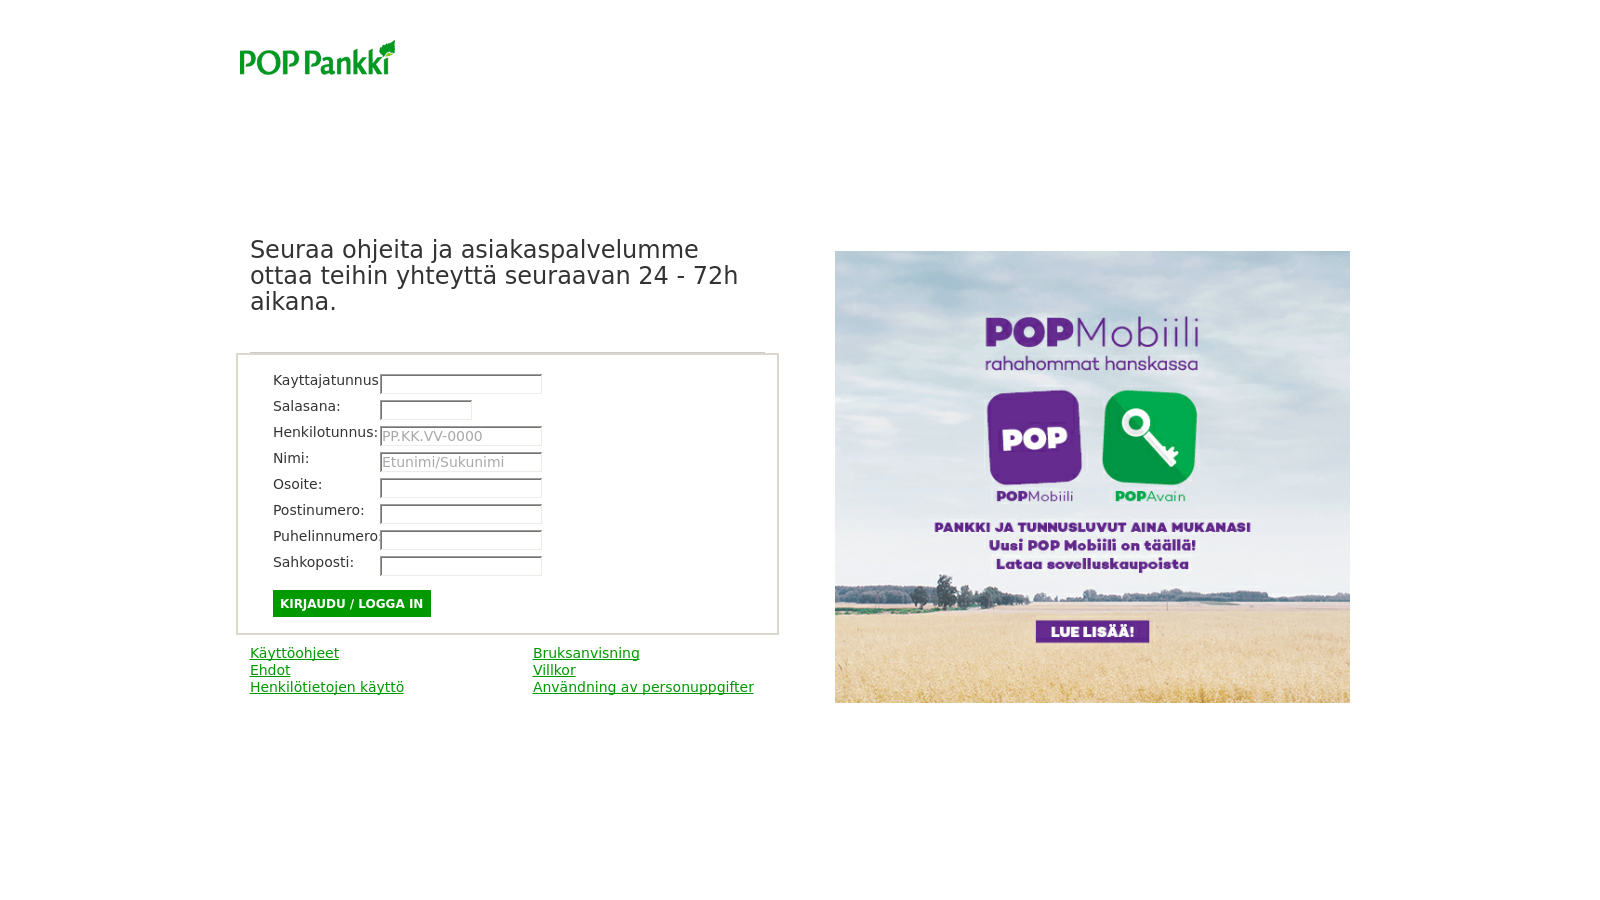 POP Pankki
Seuraa ohjeita ja asiakaspalvelumme
ottaa teihin yhteyttä seuraavan 24 - 72h
aikana.
Kayttajatunnus
Salasana:
Henkilotunnus: PP.KK.VV-0000
Nimi: Etunimi/Sukunimi
Osoite:
Postinumero:
Puhelinnumero:
Sahkoposti:
KIRJAUDU / LOGGA IN
Käyttöohjeet
Ehdot
Henkilötietojen käyttö
Bruksanvisning
Villkor
Användning av personuppgifter
POPMobiili
rahahommat hanskassa
POP
POPMobiili
POPAvain
PANKKI JA TUNNUSLUVUT AINA MUKANASI
Uusi POP Mobiili on täällä!
Lataa sovelluskaupoista
LUE LISÄÄ!